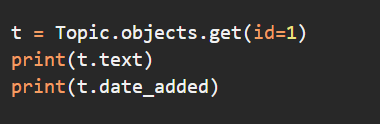 t = Topic.objects.get(id=1)
print(t.text)
print(t.date_added)